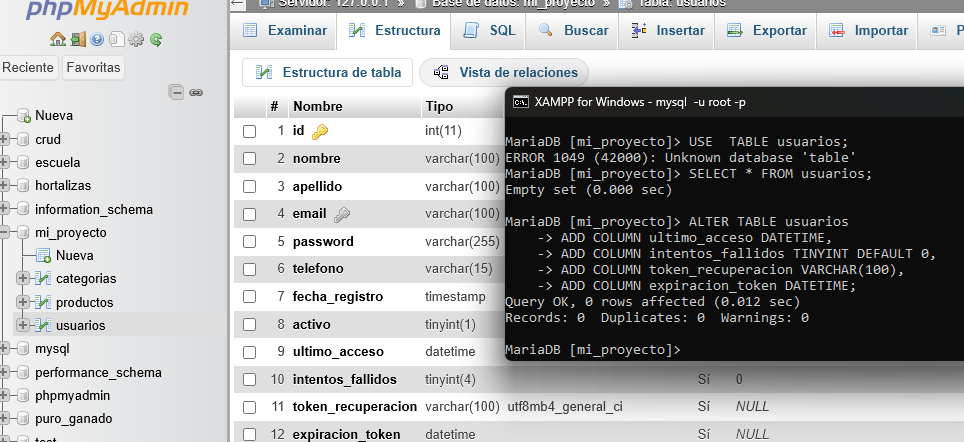 phpMyAdmin
Servidor: 127.0.0.1 » Base de datos: mi_proyecto » Tabla: usuarios
Examinar Estructura SQL Buscar Insertar Exportar Importar P
Reciente Favoritas
Estructura de tabla Vista de relaciones
Nueva
crud
escuela
hortalizas
information_schema
mi_proyecto
Nueva
categorias
productos
usuarios
mysql
performance_schema
phpmyadmin
puro_ganado
test
# Nombre Tipo
1 id int(11)
2 nombre varchar(100)
3 apellido varchar(100)
4 email varchar(100)
5 password varchar(255)
6 telefono varchar(15)
7 fecha_registro timestamp
8 activo tinyint(1)
9 ultimo_acceso datetime
10 intentos_fallidos tinyint(4) Sí 0
11 token_recuperacion varchar(100) utf8mb4_general_ci Sí NULL
12 expiracion_token datetime Sí NULL
XAMPP for Windows - mysql -u root -p
MariaDB [mi_proyecto]> USE  TABLE usuarios;
ERROR 1049 (42000): Unknown database 'table'
MariaDB [mi_proyecto]> SELECT * FROM usuarios;
Empty set (0.000 sec)
MariaDB [mi_proyecto]> ALTER TABLE usuarios
-> ADD COLUMN ultimo_acceso DATETIME,
-> ADD COLUMN intentos_fallidos TINYINT DEFAULT 0,
-> ADD COLUMN token_recuperacion VARCHAR(100),
-> ADD COLUMN expiracion_token DATETIME;
Query OK, 0 rows affected (0.012 sec)
Records: 0  Duplicates: 0  Warnings: 0
MariaDB [mi_proyecto]>